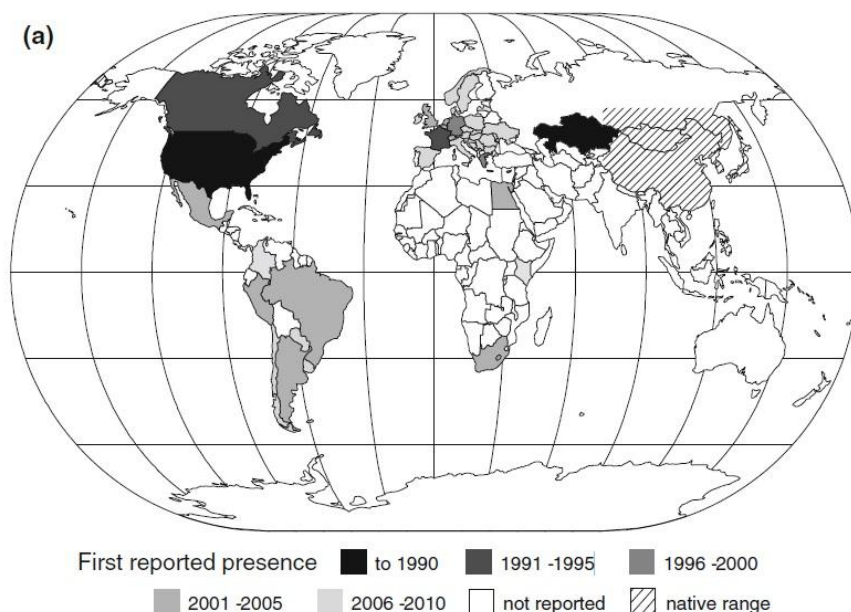 (a)
First reported presence to 1990 1991 -1995 1996 -2000
2001 -2005 2006 -2010 not reported native range